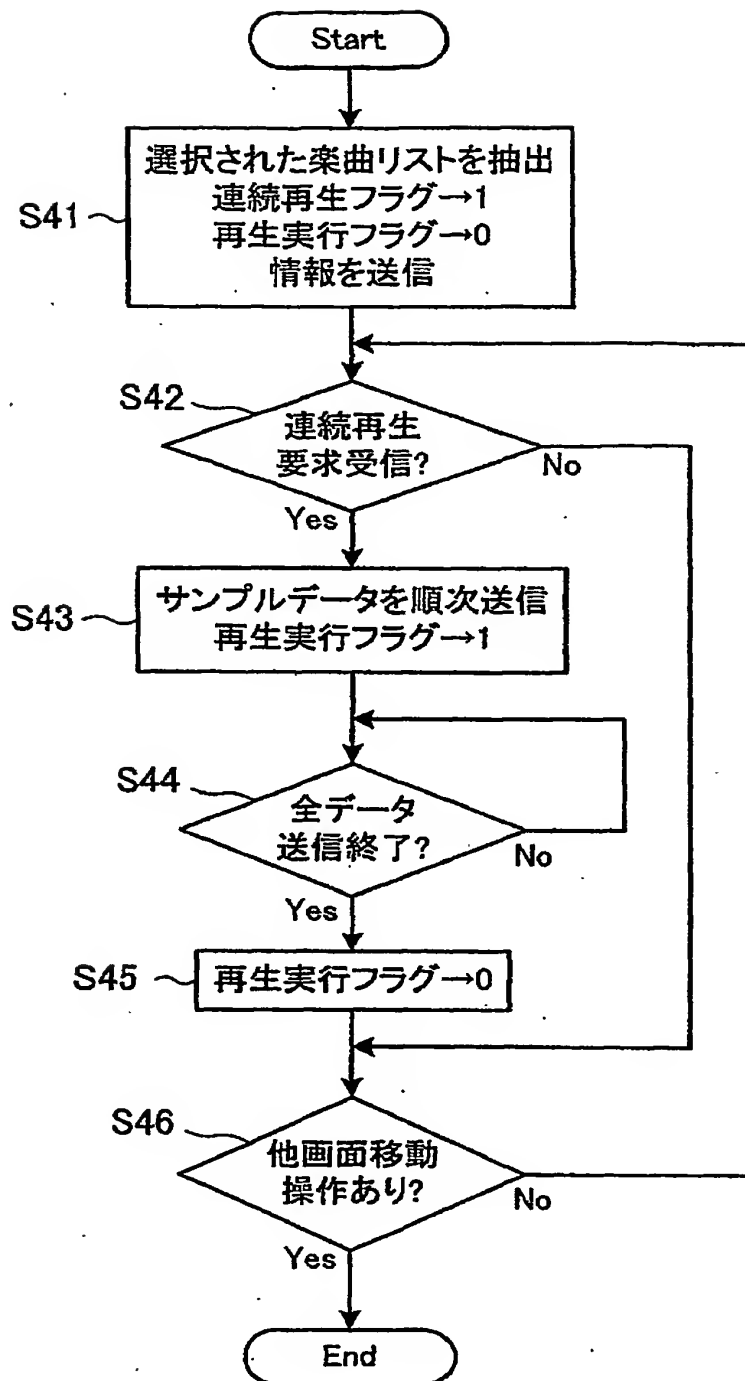 Start
S41
選択された楽曲リストを抽出
連続再生フラグ→1
再生実行フラグ→0
情報を送信
S42
連続再生
要求受信?
No
Yes
S43
サンプルデータを順次送信
再生実行フラグ→1
S44
全データ
送信終了?
No
Yes
S45
再生実行フラグ→0
S46
他画面移動
操作あり?
No
Yes
End